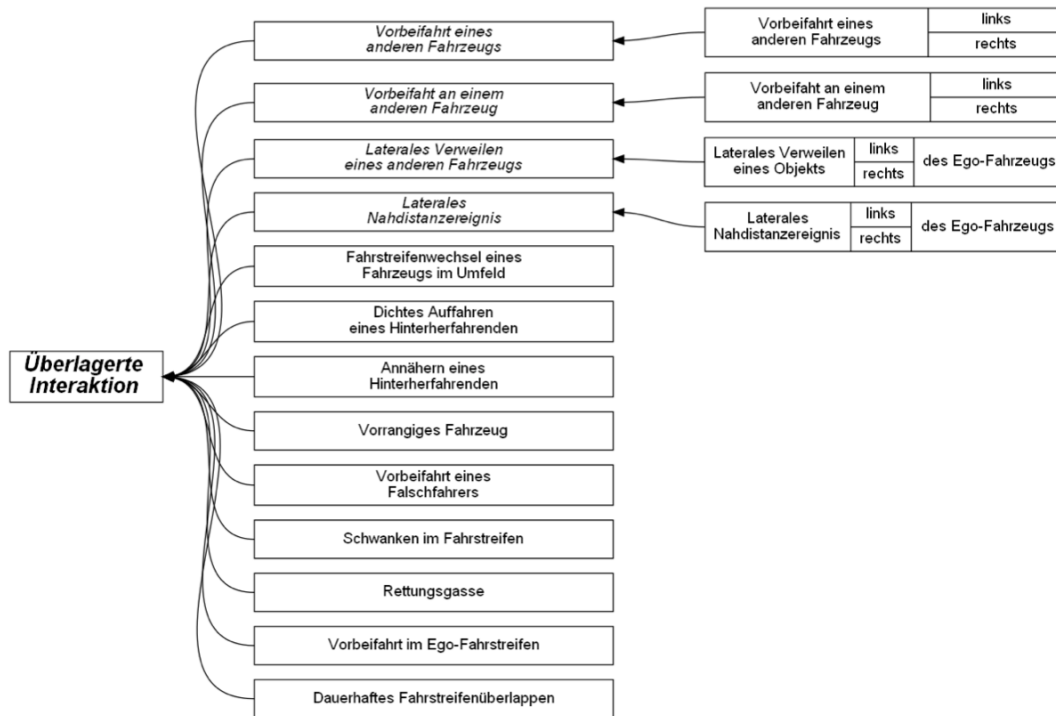 Überlagerte
Interaktion
Vorbeifahrt eines
anderen Fahrzeugs
Vorbeifaht an einem
anderen Fahrzeug
Laterales Verweilen
eines anderen Fahrzeugs
Laterales
Nahdistanzereignis
Fahrstreifenwechsel eines
Fahrzeugs im Umfeld
Dichtes Auffahren
eines Hinterherfahrenden
Annähern eines
Hinterherfahrenden
Vorrangiges Fahrzeug
Vorbeifahrt eines
Falschfahrers
Schwanken im Fahrstreifen
Rettungsgasse
Vorbeifahrt im Ego-Fahrstreifen
Dauerhaftes Fahrstreifenüberlappen
Vorbeifahrt eines
anderen Fahrzeugs
links
rechts
Vorbeifaht an einem
anderen Fahrzeug
links
rechts
Laterales Verweilen
eines Objekts
links
rechts
des Ego-Fahrzeugs
Laterales
Nahdistanzereignis
links
rechts
des Ego-Fahrzeugs